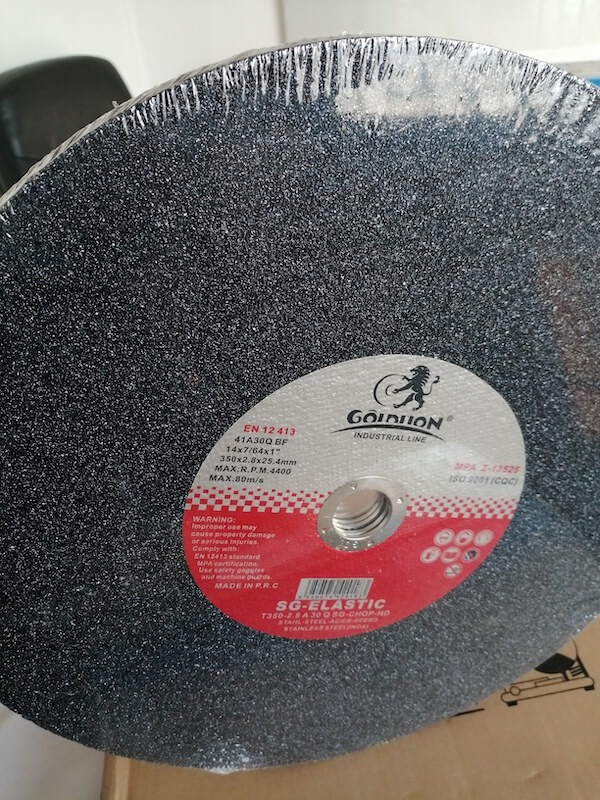 GOLDLION®
INDUSTRIAL LINE
EN 12 413
41A30Q BF
14x7/64x1"
350x2.8x25.4mm
MAX.R.P.M.4400
MAX.80m/s
MPA 2-13525
ISO 9001 (CQC)
WARNING:
Improper use may
cause property damage
or serious injuries.
Comply with.
EN 12413 standard
MPA certification.
Use safety goggles
and machine guards.
MADE IN P.R.C
SG-ELASTIC
T350-2.8 A 30 Q SG-CHOP-NO
STAHL-STEEL-ACIER-ACERO
STAINLESS STEEL(INOX)